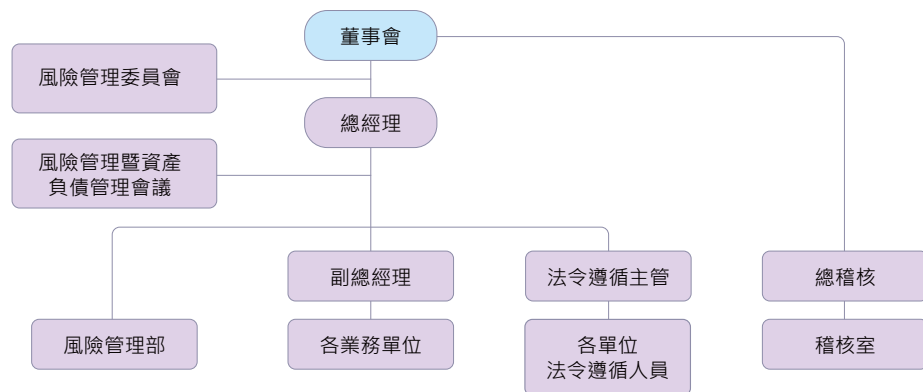 董事會
風險管理委員會
總經理
風險管理暨資產
負債管理會議
副總經理
法令遵循主管
總稽核
風險管理部
各業務單位
各單位
法令遵循人員
稽核室